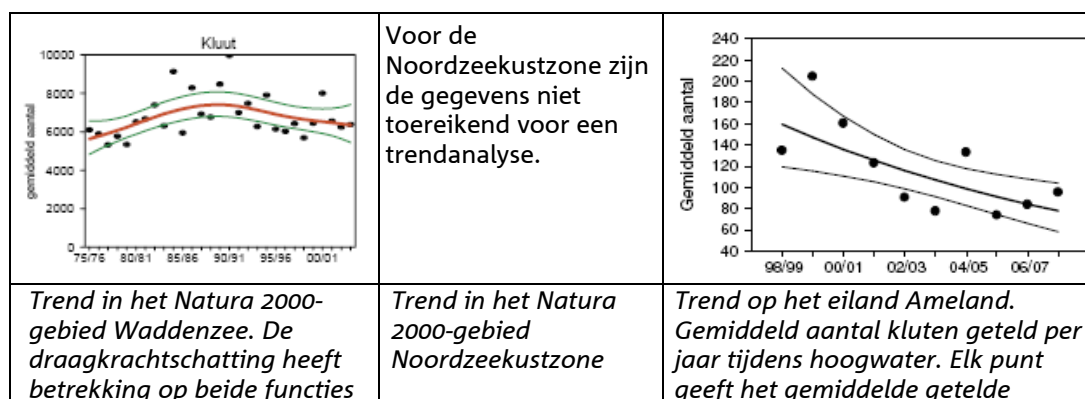 Kluut
gemiddeld aantal
10000
8000
6000
4000
2000
0
75/76 80/81 85/86 90/91 95/96 00/01
Voor de
Noordzeekustzone zijn
de gegevens niet
toereikend voor een
trendanalyse.
Gemiddeld aantal
240
220
200
180
160
140
120
100
80
60
40
98/99 00/01 02/03 04/05 06/07
Trend in het Natura 2000-
gebied Waddenzee. De
draagkrachtschatting heeft
betrekking op beide functies
Trend in het Natura
2000-gebied
Noordzeekustzone
Trend op het eiland Ameland.
Gemiddeld aantal kluten geteld per
jaar tijdens hoogwater. Elk punt
geeft het gemiddelde getelde